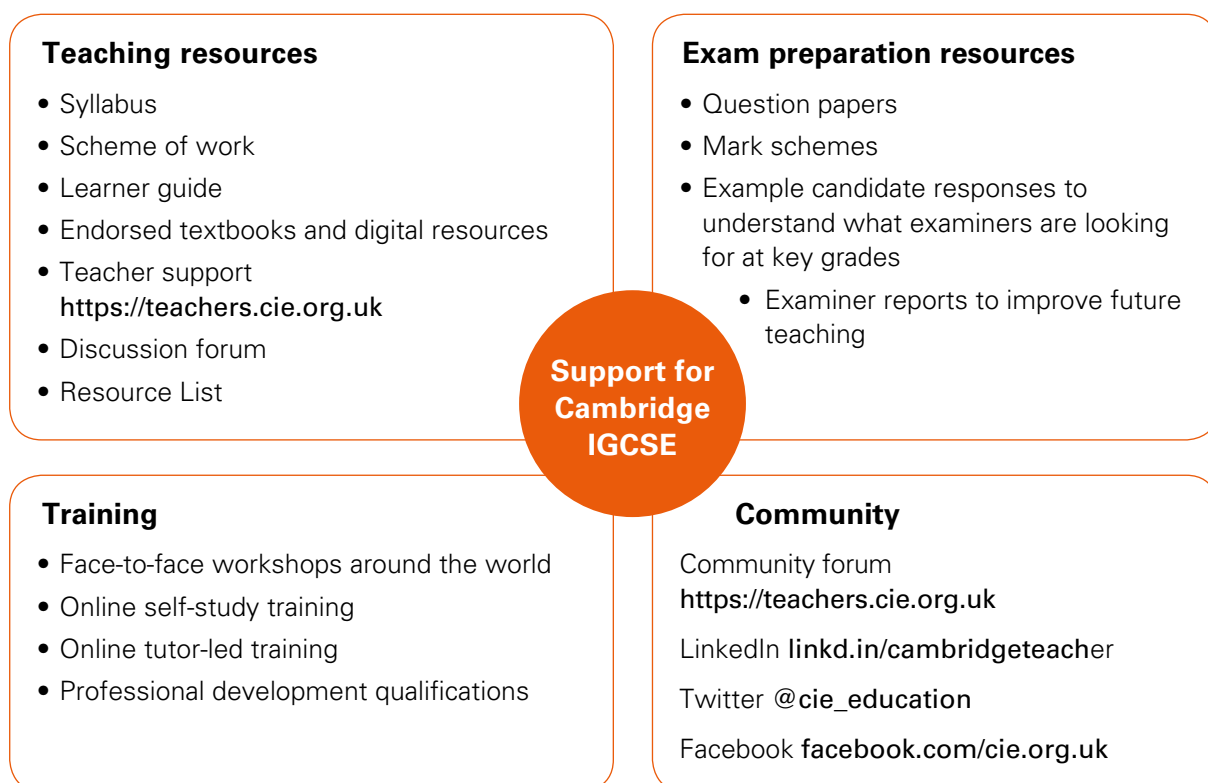 Teaching resources
• Syllabus
• Scheme of work
• Learner guide
• Endorsed textbooks and digital resources
• Teacher support
https://teachers.cie.org.uk
• Discussion forum
• Resource List
Exam preparation resources
• Question papers
• Mark schemes
• Example candidate responses to
understand what examiners are looking
for at key grades
• Examiner reports to improve future
teaching
Support for
Cambridge
IGCSE
Training
• Face-to-face workshops around the world
• Online self-study training
• Online tutor-led training
• Professional development qualifications
Community
Community forum
https://teachers.cie.org.uk
LinkedIn linkd.in/cambridgeteacher
Twitter @cie_education
Facebook facebook.com/cie.org.uk